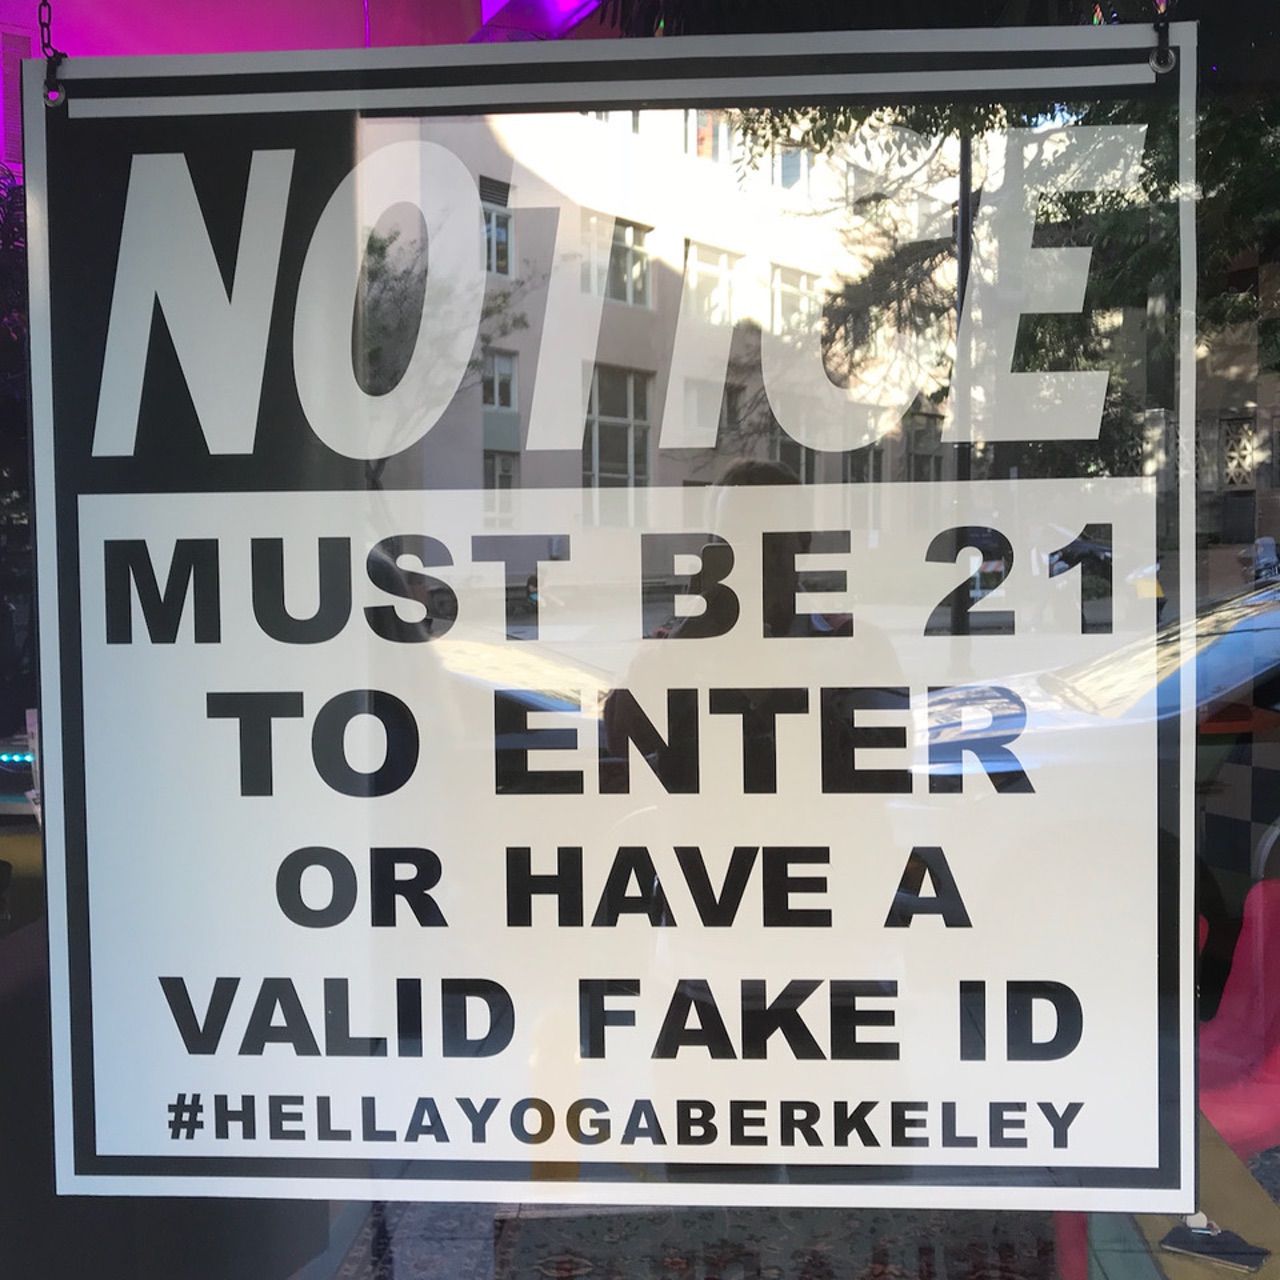 NOTICE
MUST BE 21
TO ENTER
OR HAVE A
VALID FAKE ID
#HELLAYOGABERKELEY